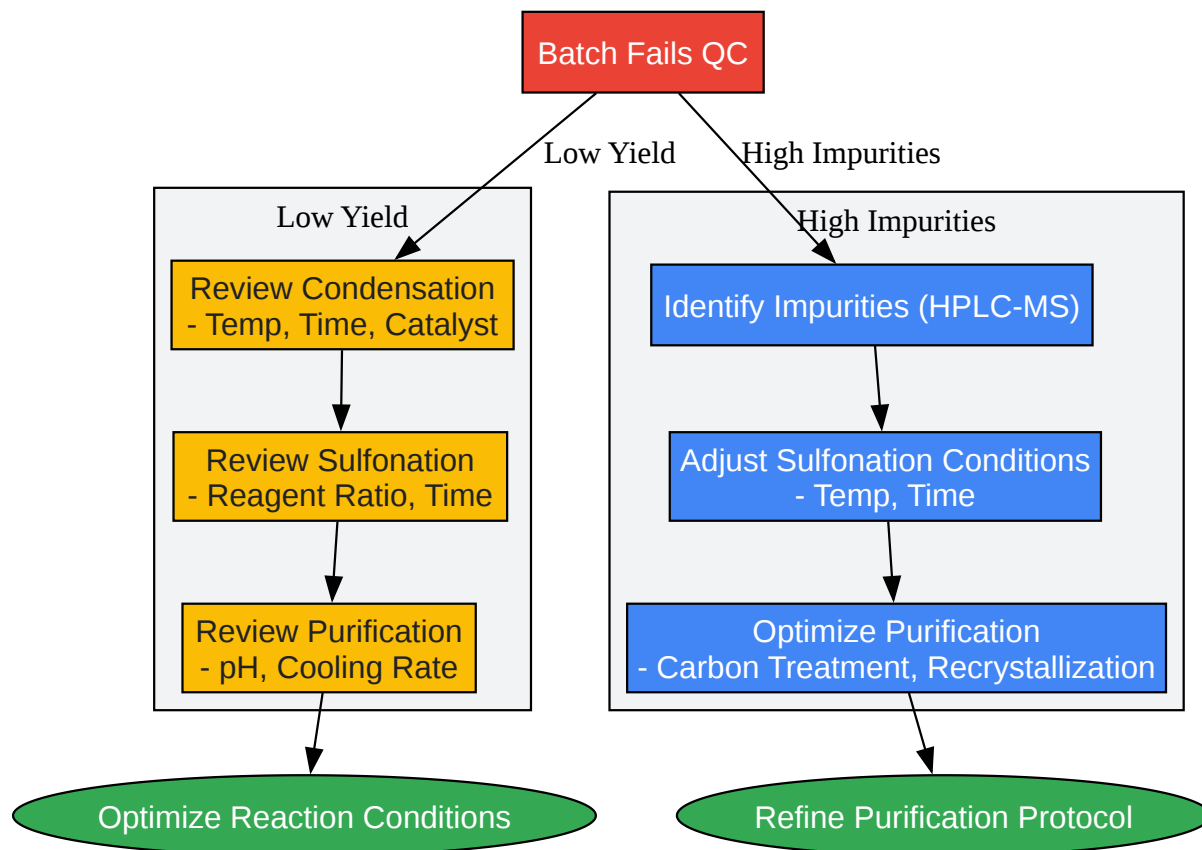 Batch Fails QC
Low Yield
High Impurities
Low Yield
Review Condensation
- Temp, Time, Catalyst
Review Sulfonation
- Reagent Ratio, Time
Review Purification
- pH, Cooling Rate
High Impurities
Identify Impurities (HPLC-MS)
Adjust Sulfonation Conditions
- Temp, Time
Optimize Purification
- Carbon Treatment, Recrystallization
Optimize Reaction Conditions
Refine Purification Protocol